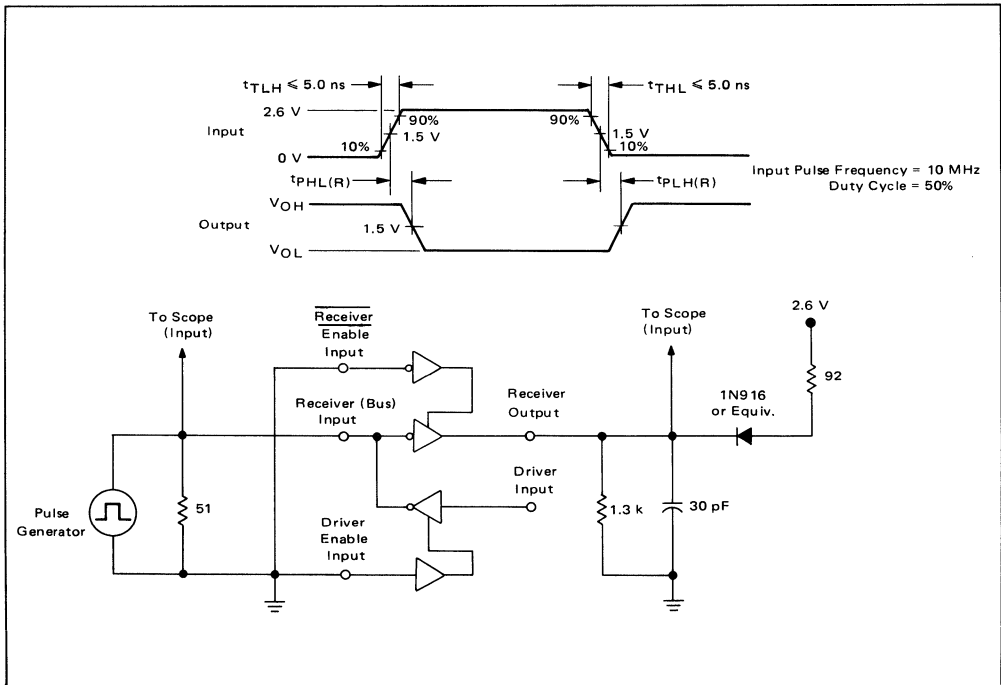 tTLH ≤ 5.0 ns
tTHL ≤ 5.0 ns
2.6 V
90%
90%
Input
1.5 V
1.5 V
10%
10%
0 V
Input Pulse Frequency = 10 MHz
Duty Cycle = 50%
tPHL(R)
tPLH(R)
VOH
Output
1.5 V
VOL
To Scope
(Input)
Receiver
Enable
Input
To Scope
(Input)
2.6 V
92
Receiver (Bus)
Input
Receiver
Output
1N916
or Equiv.
Driver
Input
Pulse
Generator
51
1.3 k
30 pF
Driver
Enable
Input